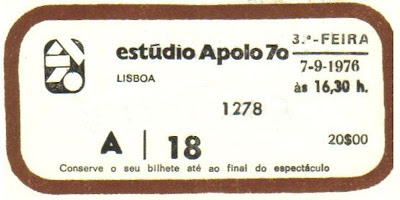 estúdio Apolo 70
LISBOA
3.ª-FEIRA
7-9-1976
às 16,30 h.
1278
A | 18
20$00
Conserve o seu bilhete até ao final do espectáculo